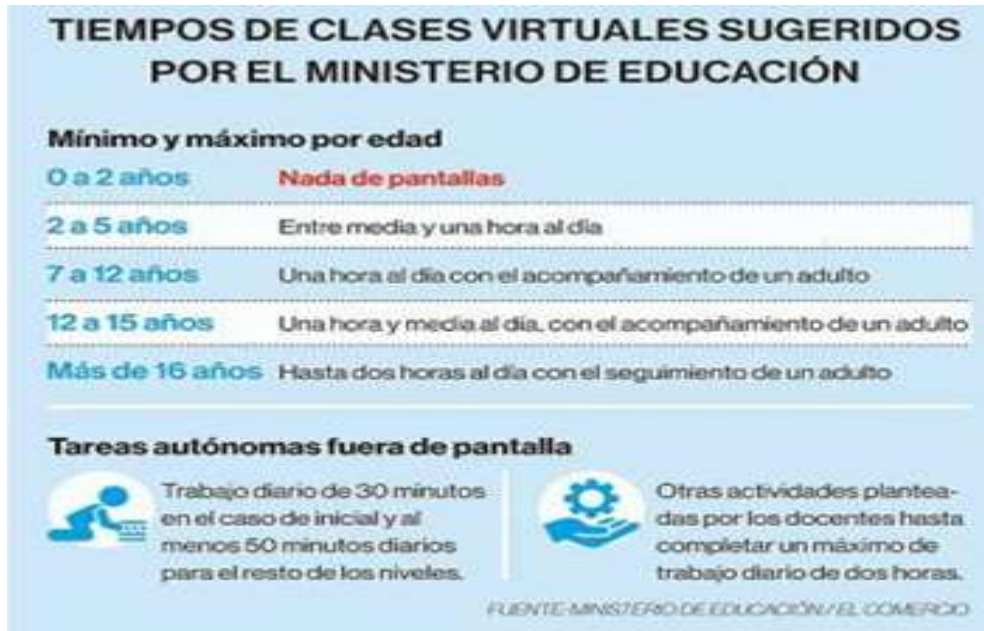 TIEMPOS DE CLASES VIRTUALES SUGERIDOS
POR EL MINISTERIO DE EDUCACIÓN
Mínimo y máximo por edad
0 a 2 años Nada de pantallas
2 a 5 años Entre media y una hora al día
7 a 12 años Una hora al día con el acompañamiento de un adulto
12 a 15 años Una hora y media al día, con el acompañamiento de un adulto
Más de 16 años Hasta dos horas al día con el seguimiento de un adulto
Tareas autónomas fuera de pantalla
Trabajo diario de 30 minutos
en el caso de inicial y al
menos 50 minutos diarios
para el resto de los niveles.
Otras actividades plantea-
das por los docentes hasta
completar un máximo de
trabajo diario de dos horas.
FUENTE-MINISTERIO DE EDUCACIÓN / EL COMERCIO